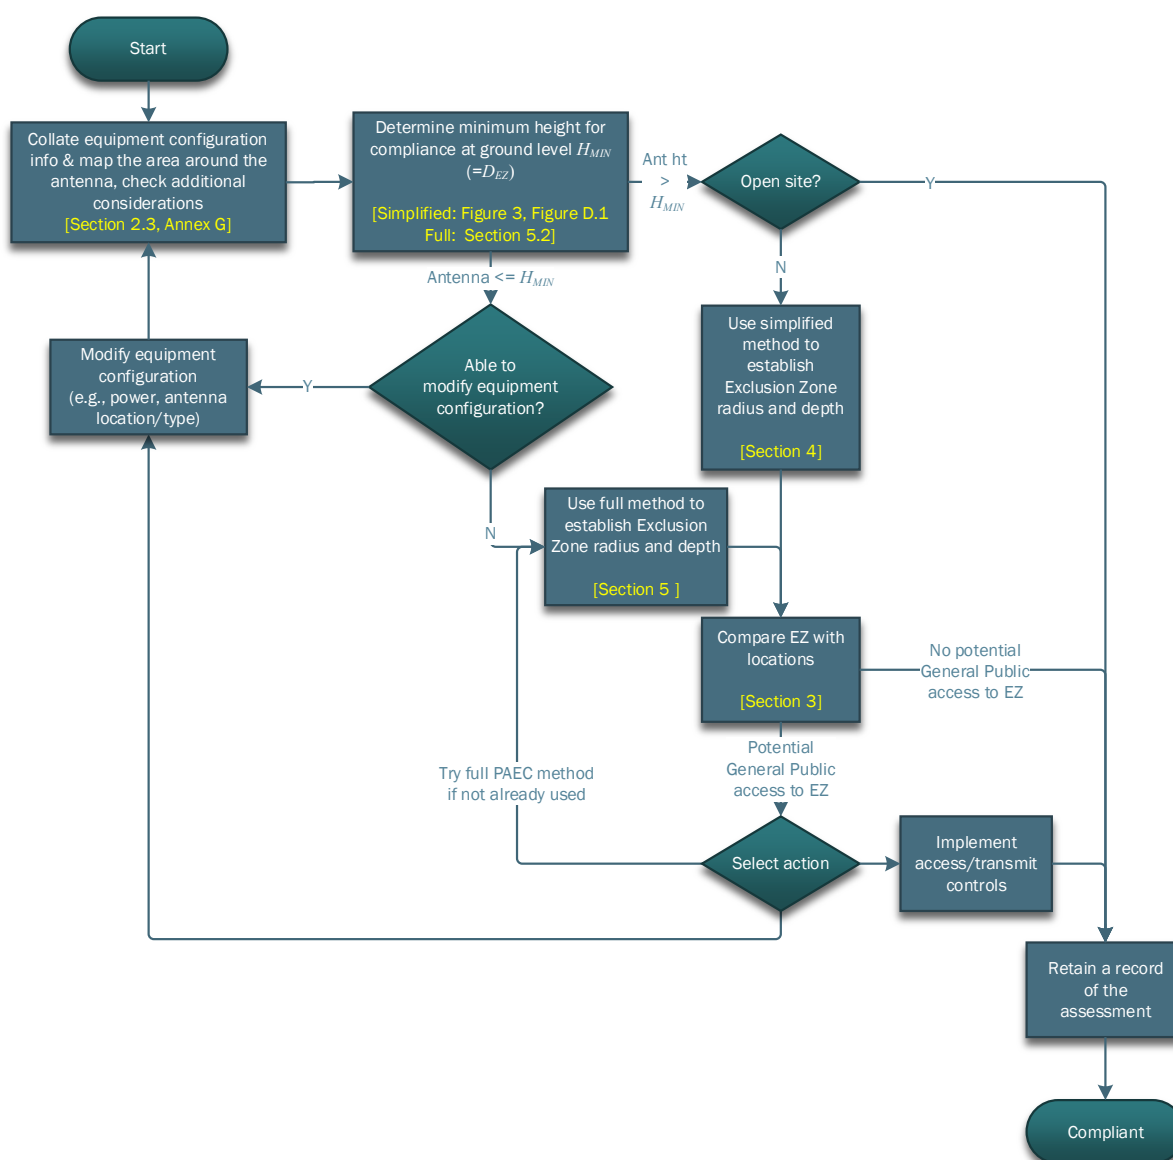 Start
Collate equipment configuration
info & map the area around the
antenna, check additional
considerations
[Section 2.3, Annex G]
Determine minimum height for
compliance at ground level H_MIN
(=D_EZ)
[Simplified: Figure 3, Figure D.1
Full: Section 5.2]
Ant ht
>
H_MIN
Open site?
Y
Antenna <= H_MIN
N
Use simplified
method to
establish
Exclusion Zone
radius and depth
[Section 4]
Able to
modify equipment
configuration?
Y
Modify equipment
configuration
(e.g., power, antenna
location/type)
N
Use full method to
establish Exclusion
Zone radius and depth
[Section 5 ]
Compare EZ with
locations
[Section 3]
No potential
General Public
access to EZ
Potential
General Public
access to EZ
Try full PAEC method
if not already used
Select action
Implement
access/transmit
controls
Retain a record
of the
assessment
Compliant